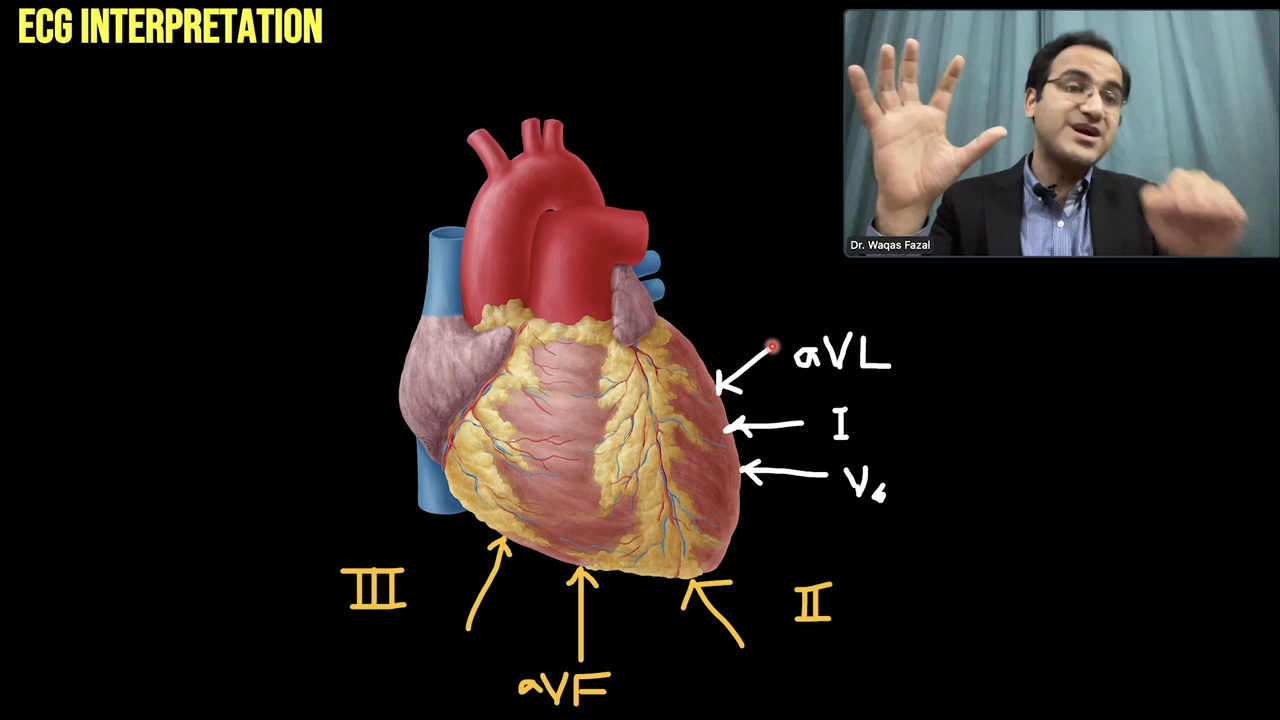 ECG INTERPRETATION
Dr. Waqas Fazal
aVL
I
V6
III
II
aVF